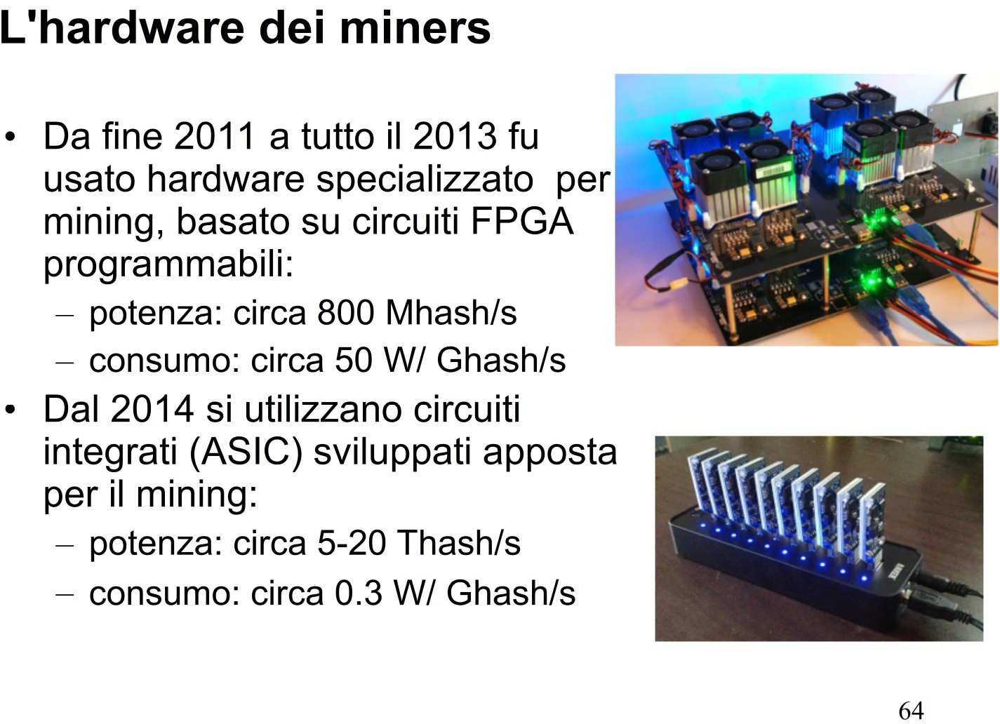 L'hardware dei miners
• Da fine 2011 a tutto il 2013 fu
usato hardware specializzato per
mining, basato su circuiti FPGA
programmabili:
– potenza: circa 800 Mhash/s
– consumo: circa 50 W/ Ghash/s
• Dal 2014 si utilizzano circuiti
integrati (ASIC) sviluppati apposta
per il mining:
– potenza: circa 5-20 Thash/s
– consumo: circa 0.3 W/ Ghash/s
64